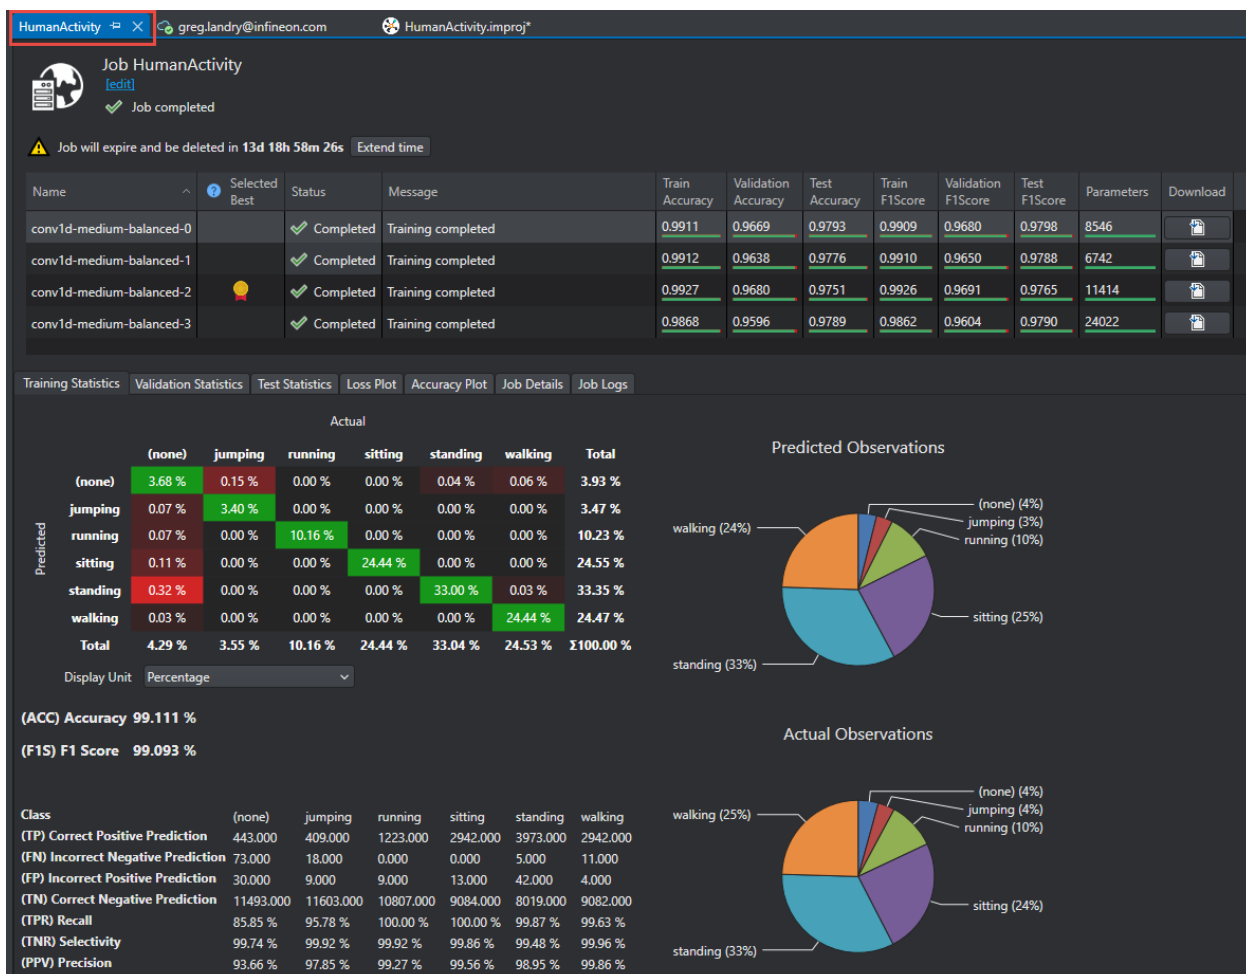 HumanActivity
greg.landry@infineon.com
HumanActivity.improj*
Job HumanActivity
[edit]
Job completed
Job will expire and be deleted in 13d 18h 58m 26s Extend time
Name ? Selected Best Status Message Train Accuracy Validation Accuracy Test Accuracy Train F1Score Validation F1Score Test F1Score Parameters Download
conv1d-medium-balanced-0 Completed Training completed 0.9911 0.9669 0.9793 0.9909 0.9680 0.9798 8546
conv1d-medium-balanced-1 Completed Training completed 0.9912 0.9638 0.9776 0.9910 0.9650 0.9788 6742
conv1d-medium-balanced-2 Completed Training completed 0.9927 0.9680 0.9751 0.9926 0.9691 0.9765 11414
conv1d-medium-balanced-3 Completed Training completed 0.9868 0.9596 0.9789 0.9862 0.9604 0.9790 24022
Training Statistics Validation Statistics Test Statistics Loss Plot Accuracy Plot Job Details Job Logs
Actual
(none) jumping running sitting standing walking Total
Predicted
(none) 3.68 % 0.15 % 0.00 % 0.00 % 0.04 % 0.06 % 3.93 %
jumping 0.07 % 3.40 % 0.00 % 0.00 % 0.00 % 0.00 % 3.47 %
running 0.07 % 0.00 % 10.16 % 0.00 % 0.00 % 0.00 % 10.23 %
sitting 0.11 % 0.00 % 0.00 % 24.44 % 0.00 % 0.00 % 24.55 %
standing 0.32 % 0.00 % 0.00 % 0.00 % 33.00 % 0.03 % 33.35 %
walking 0.03 % 0.00 % 0.00 % 0.00 % 0.00 % 24.44 % 24.47 %
Total 4.29 % 3.55 % 10.16 % 24.44 % 33.04 % 24.53 % Σ100.00 %
Display Unit Percentage
(ACC) Accuracy 99.111 %
(F1S) F1 Score 99.093 %
Class (none) jumping running sitting standing walking
(TP) Correct Positive Prediction 443.000 409.000 1223.000 2942.000 3973.000 2942.000
(FN) Incorrect Negative Prediction 73.000 18.000 0.000 0.000 5.000 11.000
(FP) Incorrect Positive Prediction 30.000 9.000 9.000 13.000 42.000 4.000
(TN) Correct Negative Prediction 11493.000 11603.000 10807.000 9084.000 8019.000 9082.000
(TPR) Recall 85.85 % 95.78 % 100.00 % 100.00 % 99.87 % 99.63 %
(TNR) Selectivity 99.74 % 99.92 % 99.92 % 99.86 % 99.48 % 99.96 %
(PPV) Precision 93.66 % 97.85 % 99.27 % 99.56 % 98.95 % 99.86 %
Predicted Observations
(none) (4%)
jumping (3%)
running (10%)
walking (24%)
sitting (25%)
standing (33%)
Actual Observations
(none) (4%)
jumping (4%)
running (10%)
walking (25%)
sitting (24%)
standing (33%)